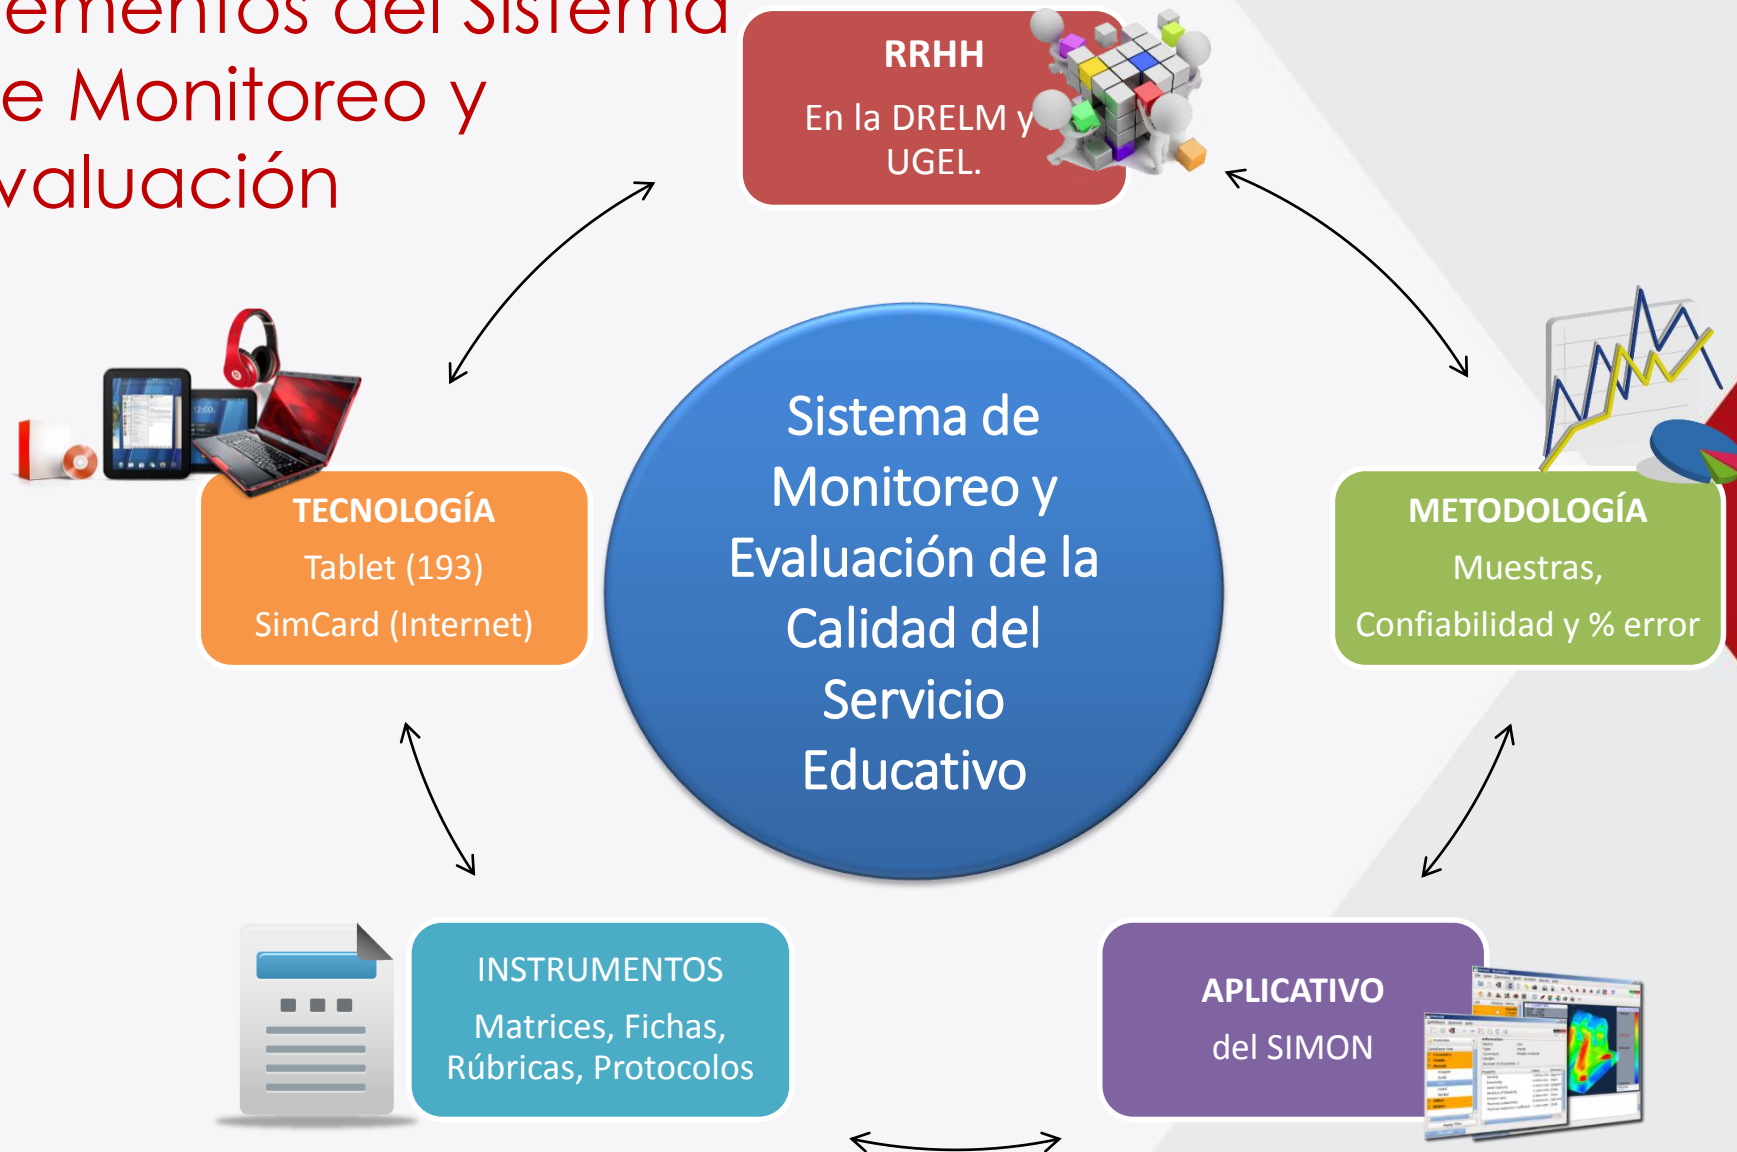 ementos del Sistema
e Monitoreo y
valuación
RRHH
En la DRELM y
UGEL.
TECNOLOGÍA
Tablet (193)
SimCard (Internet)
Sistema de
Monitoreo y
Evaluación de la
Calidad del
Servicio
Educativo
METODOLOGÍA
Muestras,
Confiabilidad y % error
INSTRUMENTOS
Matrices, Fichas,
Rúbricas, Protocolos
APLICATIVO
del SIMON